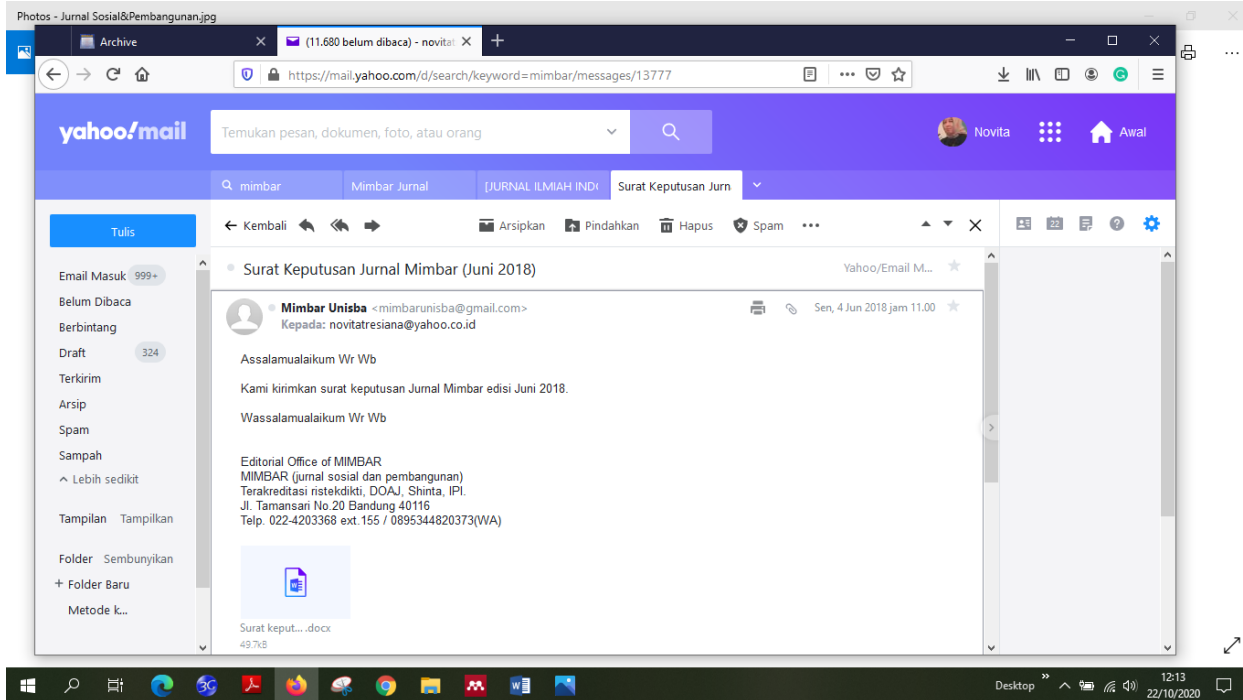 Photos - Jurnal Sosial&Pembangunan.jpg
Archive
(11.680 belum dibaca) - novitat
https://mail.yahoo.com/d/search/keyword=mimbar/messages/13777
yahoo!mail
Temukan pesan, dokumen, foto, atau orang
Novita
Awal
mimbar
Mimbar Jurnal
[JURNAL ILMIAH INDO
Surat Keputusan Jurn
Tulis
Kembali
Arsipkan
Pindahkan
Hapus
Spam
22
Email Masuk 999+
Belum Dibaca
Berbintang
Draft 324
Terkirim
Arsip
Spam
Sampah
Lebih sedikit
Tampilan Tampilkan
Folder Sembunyikan
+ Folder Baru
Metode k...
Surat Keputusan Jurnal Mimbar (Juni 2018)
Yahoo/Email M...
Mimbar Unisba <mimbarunisba@gmail.com>
Sen, 4 Jun 2018 jam 11.00
Kepada: novitatresiana@yahoo.co.id
Assalamualaikum Wr Wb
Kami kirimkan surat keputusan Jurnal Mimbar edisi Juni 2018.
Wassalamualaikum Wr Wb
Editorial Office of MIMBAR
MIMBAR (jurnal sosial dan pembangunan)
Terakreditasi ristekdikti, DOAJ, Shinta, IPI.
Jl. Tamansari No.20 Bandung 40116
Telp. 022-4203368 ext.155 / 0895344820373(WA)
Surat keput... .docx
49.7kB
Desktop
12:13
22/10/2020